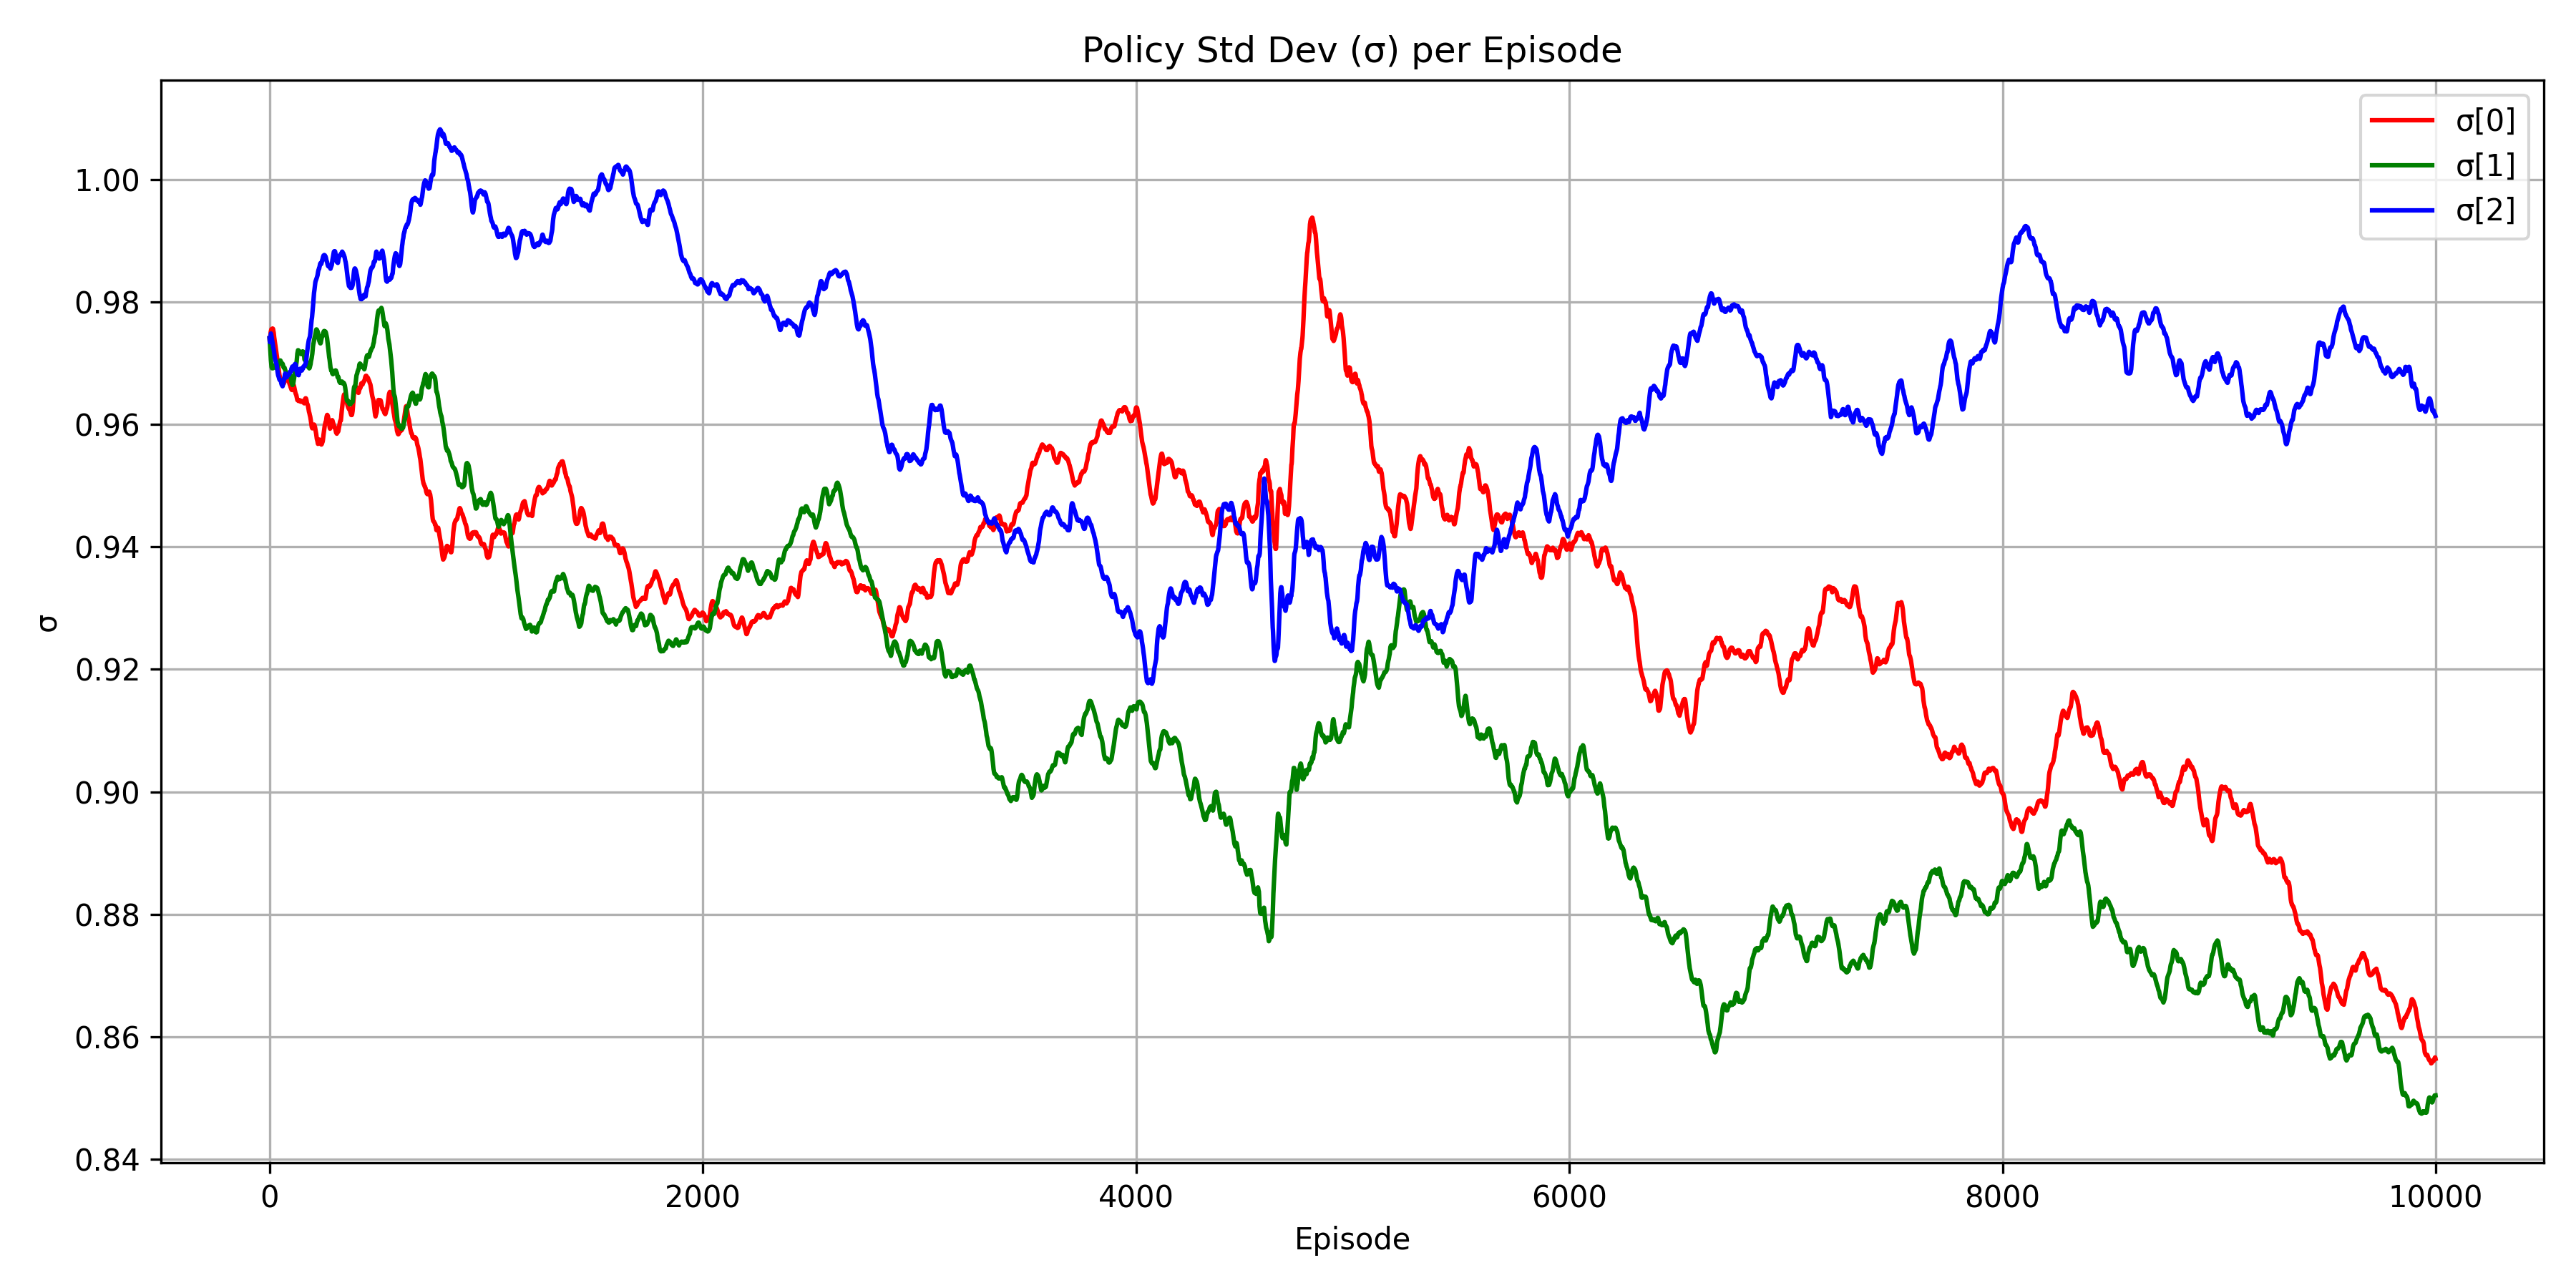 Policy Std Dev (σ) per Episode
σ[0]
σ[1]
σ[2]
1.00
0.98
0.96
0.94
0.92
0.90
0.88
0.86
0.84
σ
0 2000 4000 6000 8000 10000
Episode